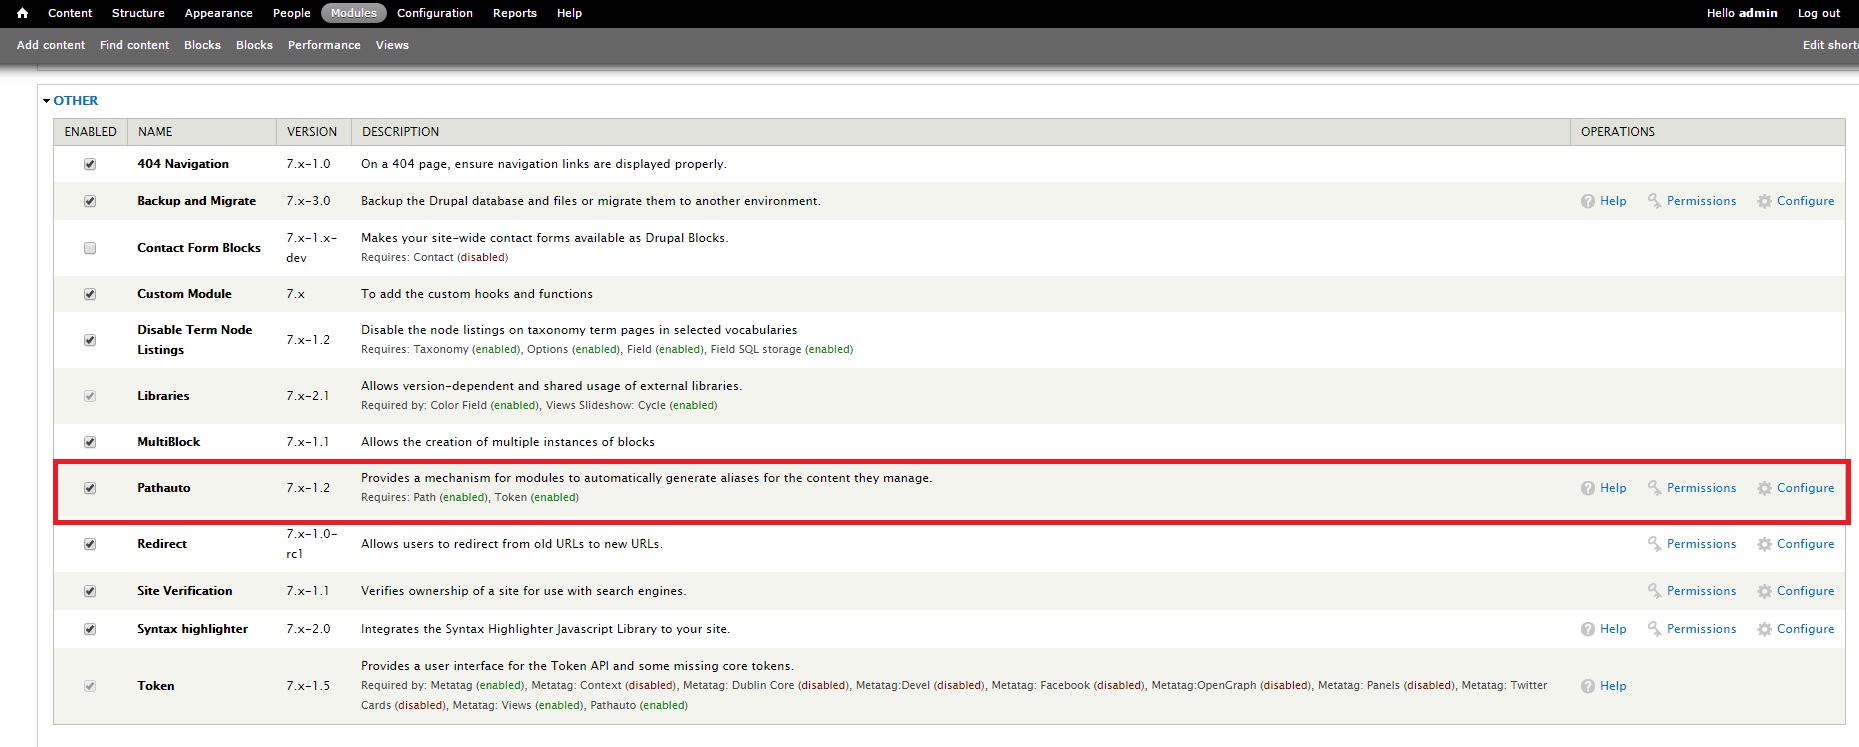 Content Structure Appearance People Modules Configuration Reports Help Hello admin Log out
Add content Find content Blocks Blocks Performance Views Edit short
OTHER
ENABLED NAME VERSION DESCRIPTION OPERATIONS
404 Navigation 7.x-1.0 On a 404 page, ensure navigation links are displayed properly.
Backup and Migrate 7.x-3.0 Backup the Drupal database and files or migrate them to another environment. Help Permissions Configure
Contact Form Blocks 7.x-1.x-
dev
Makes your site-wide contact forms available as Drupal Blocks.
Requires: Contact (disabled)
Custom Module 7.x To add the custom hooks and functions
Disable Term Node
Listings
7.x-1.2
Disable the node listings on taxonomy term pages in selected vocabularies
Requires: Taxonomy (enabled), Options (enabled), Field (enabled), Field SQL storage (enabled)
Libraries 7.x-2.1
Allows version-dependent and shared usage of external libraries.
Required by: Color Field (enabled), Views Slideshow: Cycle (enabled)
MultiBlock 7.x-1.1 Allows the creation of multiple instances of blocks
Pathauto 7.x-1.2
Provides a mechanism for modules to automatically generate aliases for the content they manage.
Requires: Path (enabled), Token (enabled)
Help Permissions Configure
Redirect
7.x-1.0-
rc1
Allows users to redirect from old URLs to new URLs. Permissions Configure
Site Verification 7.x-1.1 Verifies ownership of a site for use with search engines. Permissions Configure
Syntax highlighter 7.x-2.0 Integrates the Syntax Highlighter Javascript Library to your site. Help Permissions Configure
Token 7.x-1.5
Provides a user interface for the Token API and some missing core tokens.
Required by: Metatag (enabled), Metatag: Context (disabled), Metatag: Dublin Core (disabled), Metatag:Devel (disabled), Metatag: Facebook (disabled), Metatag:OpenGraph (disabled), Metatag: Panels (disabled), Metatag: Twitter
Cards (disabled), Metatag: Views (enabled), Pathauto (enabled)
Help